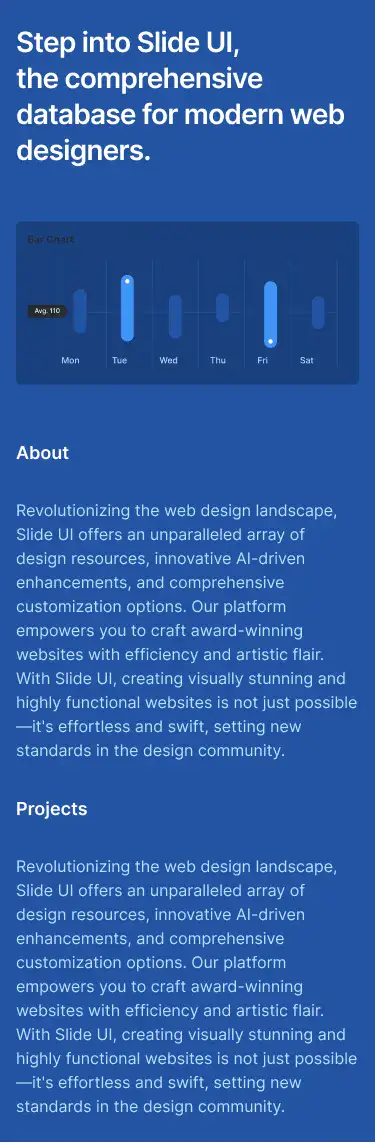 Step into Slide UI,
the comprehensive
database for modern web
designers.
Bar Chart
Avg. 110
Mon Tue Wed Thu Fri Sat
About
Revolutionizing the web design landscape,
Slide UI offers an unparalleled array of
design resources, innovative AI-driven
enhancements, and comprehensive
customization options. Our platform
empowers you to craft award-winning
websites with efficiency and artistic flair.
With Slide UI, creating visually stunning and
highly functional websites is not just possible
—it's effortless and swift, setting new
standards in the design community.
Projects
Revolutionizing the web design landscape,
Slide UI offers an unparalleled array of
design resources, innovative AI-driven
enhancements, and comprehensive
customization options. Our platform
empowers you to craft award-winning
websites with efficiency and artistic flair.
With Slide UI, creating visually stunning and
highly functional websites is not just possible
—it's effortless and swift, setting new
standards in the design community.